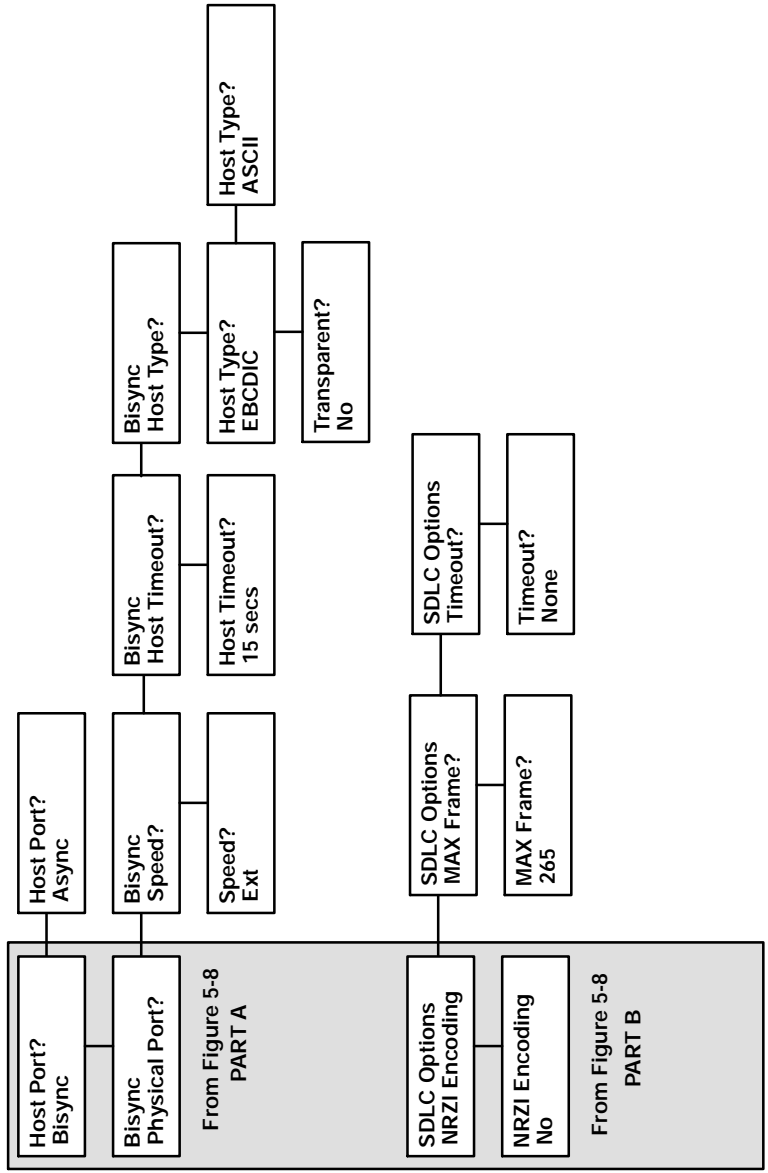 Host Port?
Bisync
Host Port?
Async
Bisync
Physical Port?
Bisync
Speed?
Bisync
Host Timeout?
Bisync
Host Type?
Speed?
Ext
Host Timeout?
15 secs
Host Type?
EBCDIC
Host Type?
ASCII
Transparent?
No
From Figure 5-8
PART A
SDLC Options
NRZI Encoding
SDLC Options
MAX Frame?
SDLC Options
Timeout?
NRZI Encoding
No
MAX Frame?
265
Timeout?
None
From Figure 5-8
PART B